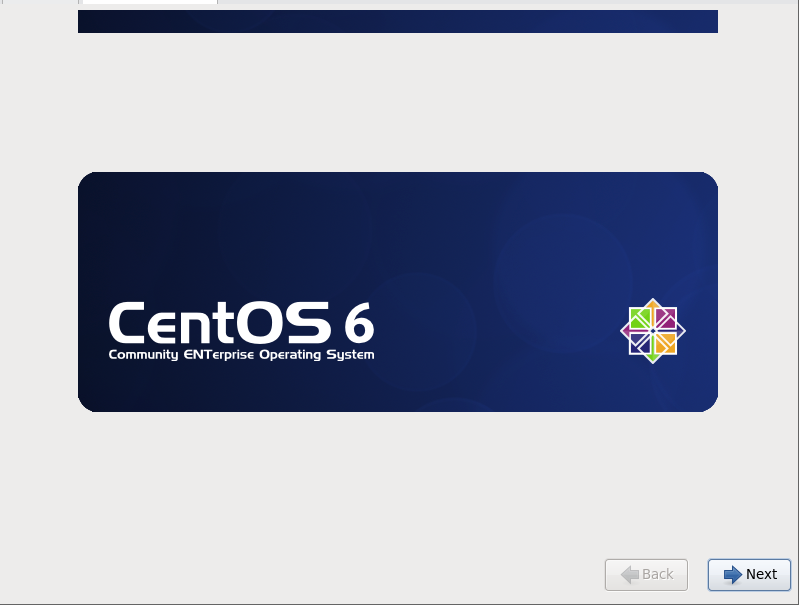 CentOS 6
Community ENTerprise Operating System
Back
Next